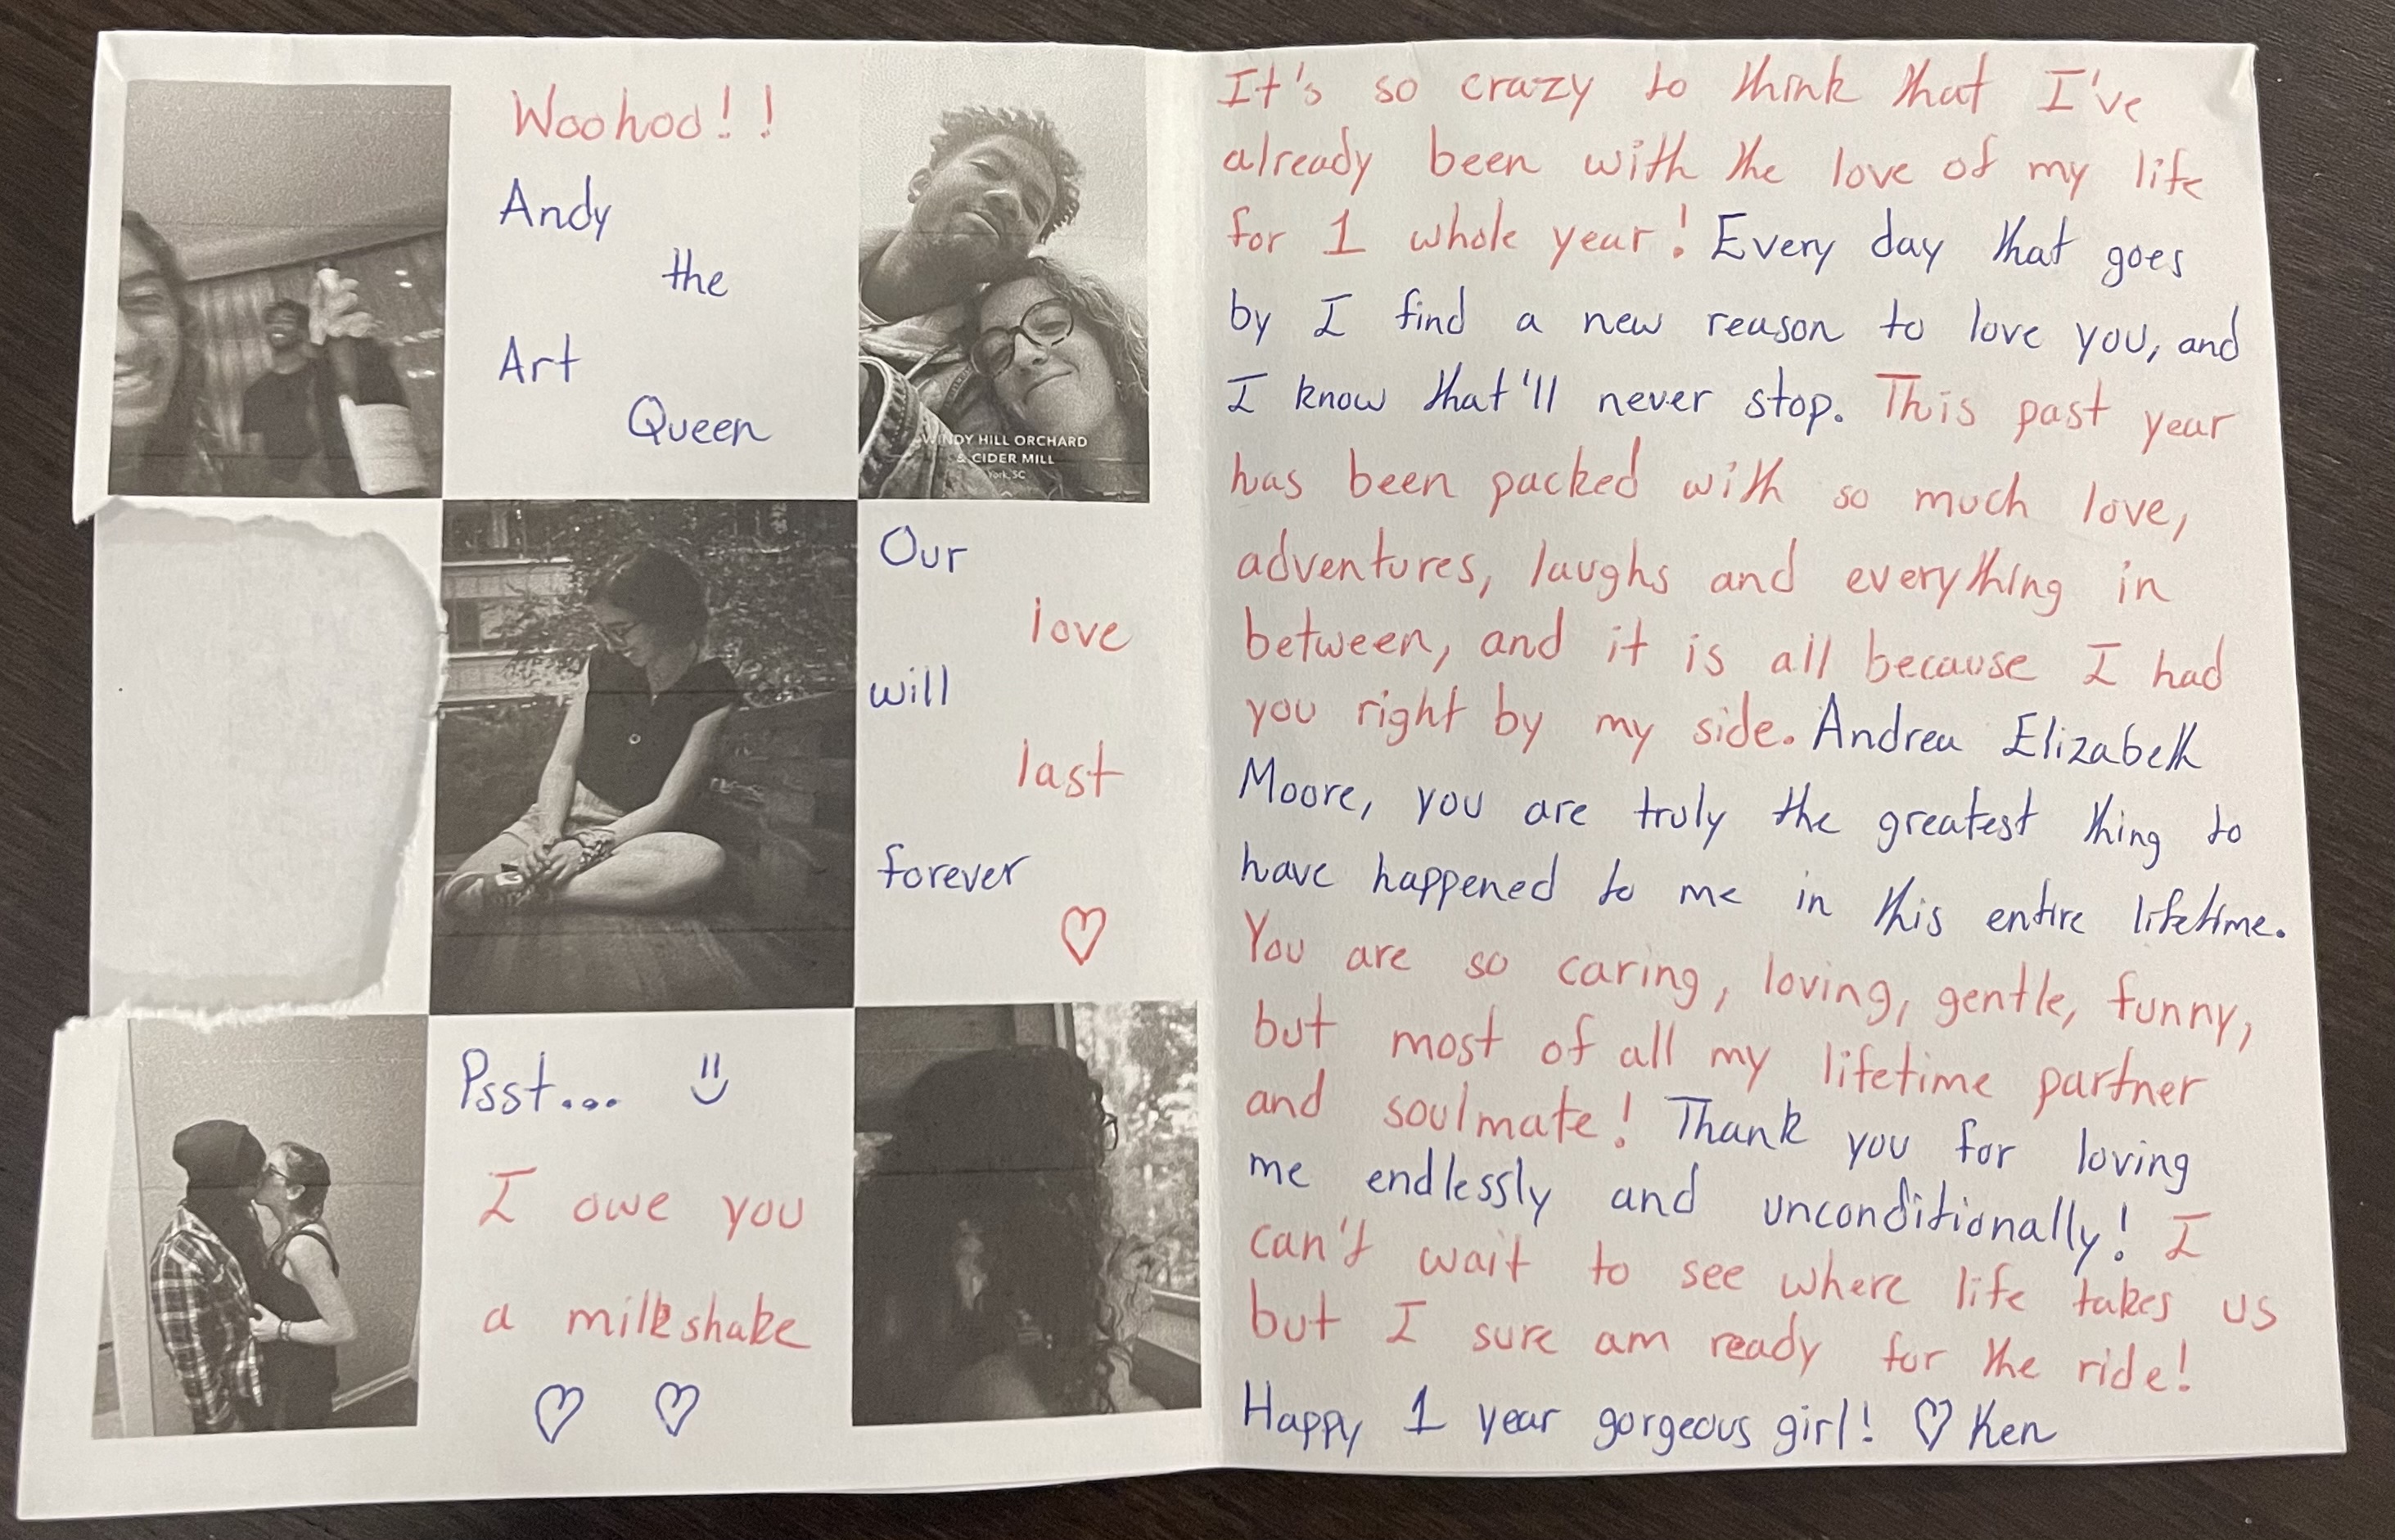 Woohoo!!
Andy
the
Art
Queen
WINDY HILL ORCHARD
& CIDER MILL
York, SC
Our
love
will
last
forever
Psst...
I owe you
a milkshake
It's so crazy to think that I've
already been with the love of my life
for 1 whole year! Every day that goes
by I find a new reason to love you, and
I know that'll never stop. This past year
has been packed with so much love,
adventures, laughs and everything in
between, and it is all because I had
you right by my side. Andrea Elizabeth
Moore, you are truly the greatest thing to
have happened to me in this entire lifetime.
You are so caring, loving, gentle, funny,
but most of all my lifetime partner
and soulmate! Thank you for loving
me endlessly and unconditionally! I
can't wait to see where life takes us
but I sure am ready for the ride!
Happy 1 year gorgeous girl! ♡ Ken